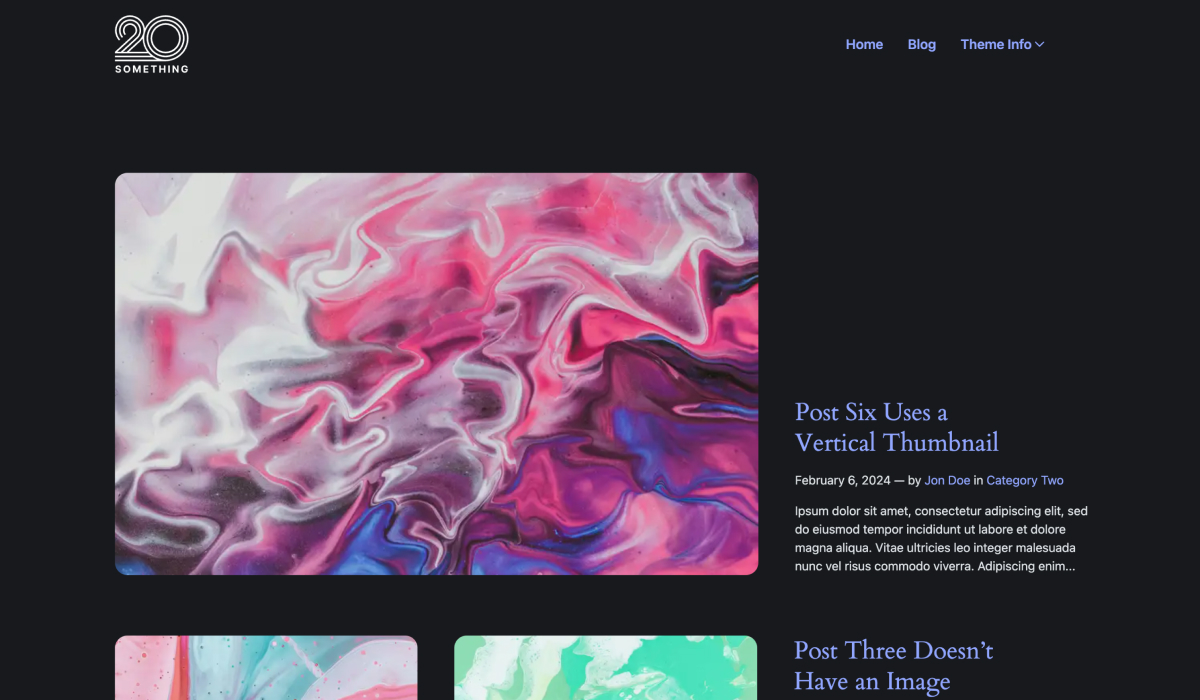 20
SOMETHING
Home Blog Theme Info
Post Six Uses a
Vertical Thumbnail
February 6, 2024 — by Jon Doe in Category Two
Ipsum dolor sit amet, consectetur adipiscing elit, sed
do eiusmod tempor incididunt ut labore et dolore
magna aliqua. Vitae ultricies leo integer malesuada
nunc vel risus commodo viverra. Adipiscing enim...
Post Three Doesn’t
Have an Image